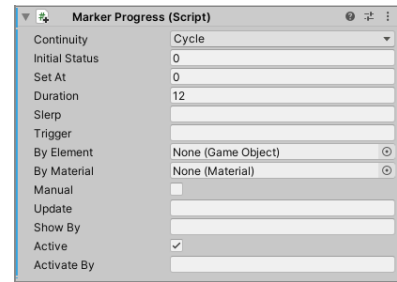 Marker Progress (Script)
Continuity Cycle
Initial Status 0
Set At 0
Duration 12
Slerp
Trigger
By Element None (Game Object)
By Material None (Material)
Manual
Update
Show By
Active
Activate By